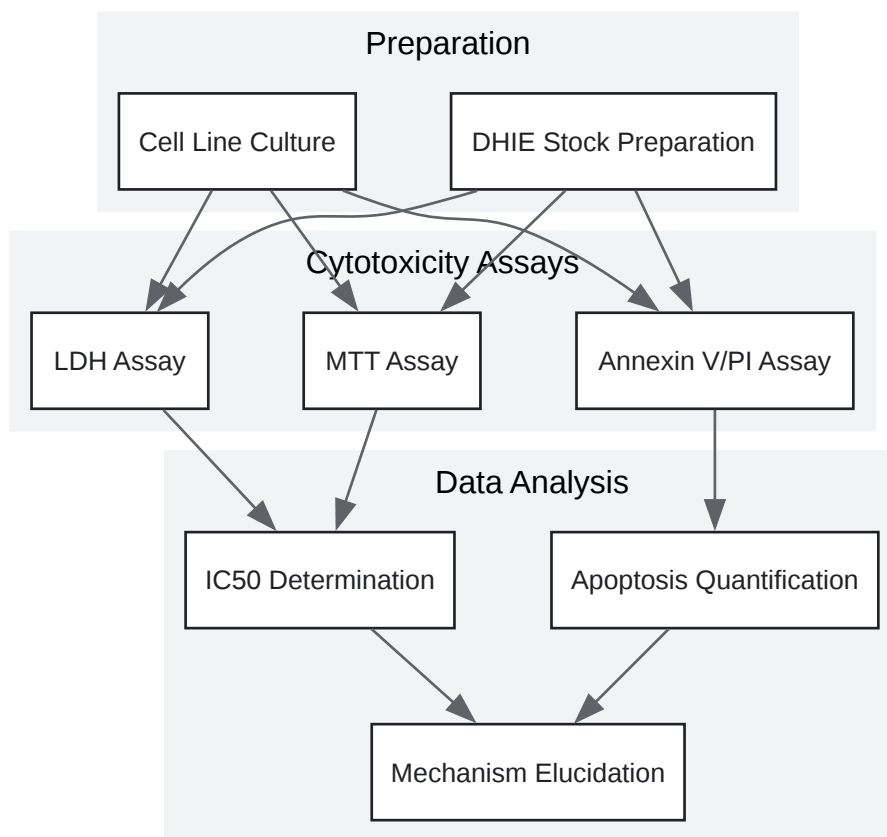 Preparation
Cell Line Culture
DHIE Stock Preparation
Cytotoxicity Assays
LDH Assay
MTT Assay
Annexin V/PI Assay
Data Analysis
IC50 Determination
Apoptosis Quantification
Mechanism Elucidation